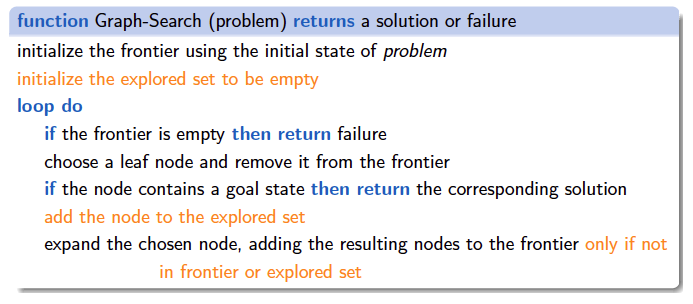 function Graph-Search (problem) returns a solution or failure
initialize the frontier using the initial state of problem
initialize the explored set to be empty
loop do
if the frontier is empty then return failure
choose a leaf node and remove it from the frontier
if the node contains a goal state then return the corresponding solution
add the node to the explored set
expand the chosen node, adding the resulting nodes to the frontier only if not
in frontier or explored set